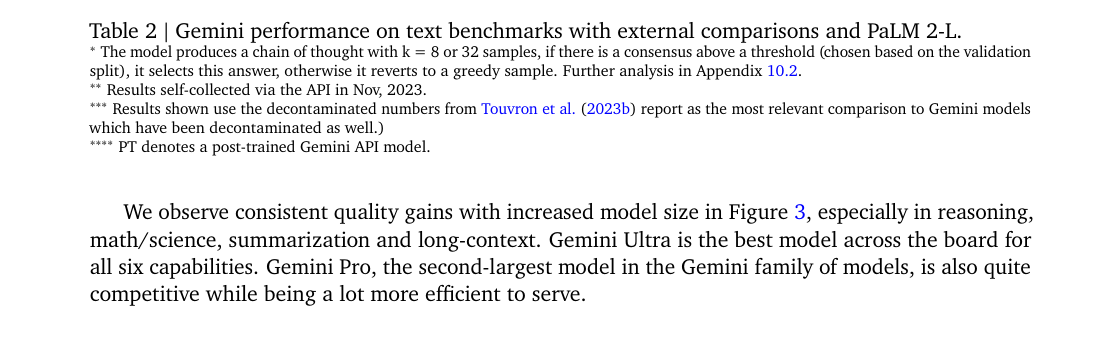 Table 2 | Gemini performance on text benchmarks with external comparisons and PaLM 2-L.
* The model produces a chain of thought with k = 8 or 32 samples, if there is a consensus above a threshold (chosen based on the validation
split), it selects this answer, otherwise it reverts to a greedy sample. Further analysis in Appendix 10.2.
** Results self-collected via the API in Nov, 2023.
*** Results shown use the decontaminated numbers from Touvron et al. (2023b) report as the most relevant comparison to Gemini models
which have been decontaminated as well.)
**** PT denotes a post-trained Gemini API model.
We observe consistent quality gains with increased model size in Figure 3, especially in reasoning,
math/science, summarization and long-context. Gemini Ultra is the best model across the board for
all six capabilities. Gemini Pro, the second-largest model in the Gemini family of models, is also quite
competitive while being a lot more efficient to serve.